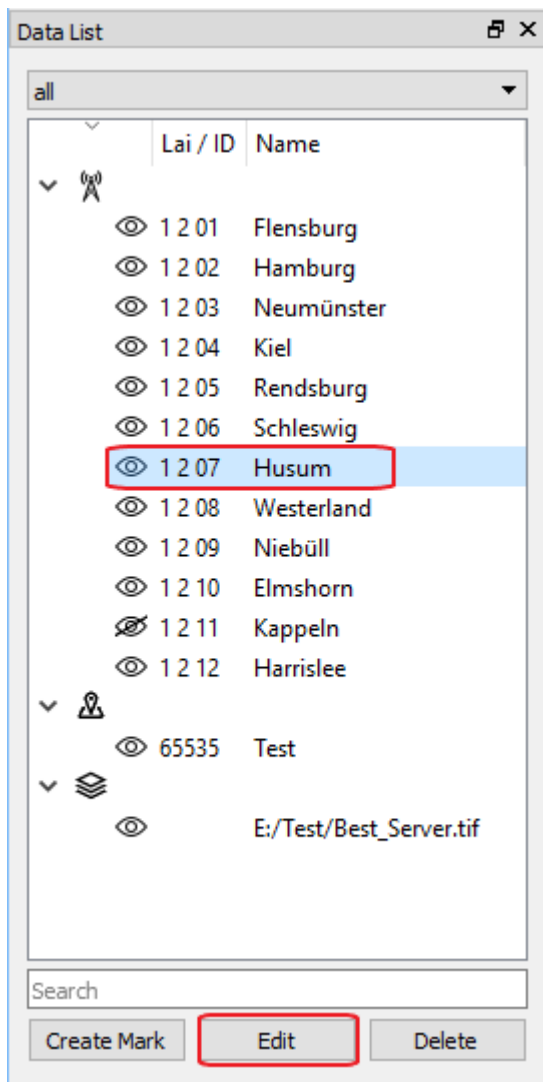 Data List
all
Lai / ID Name
1 2 01 Flensburg
1 2 02 Hamburg
1 2 03 Neumünster
1 2 04 Kiel
1 2 05 Rendsburg
1 2 06 Schleswig
1 2 07 Husum
1 2 08 Westerland
1 2 09 Niebüll
1 2 10 Elmshorn
1 2 11 Kappeln
1 2 12 Harrislee
65535 Test
E:/Test/Best_Server.tif
Search
Create Mark Edit Delete